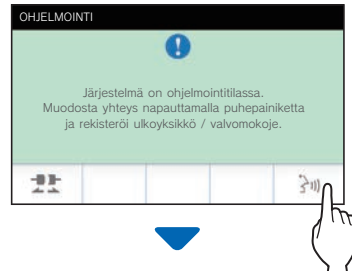 OHJELMOINTI
Järjestelmä on ohjelmointitilassa.
Muodosta yhteys napauttamalla puhepainiketta
ja rekisteröi ulkoyksikkö / valvomokoje.